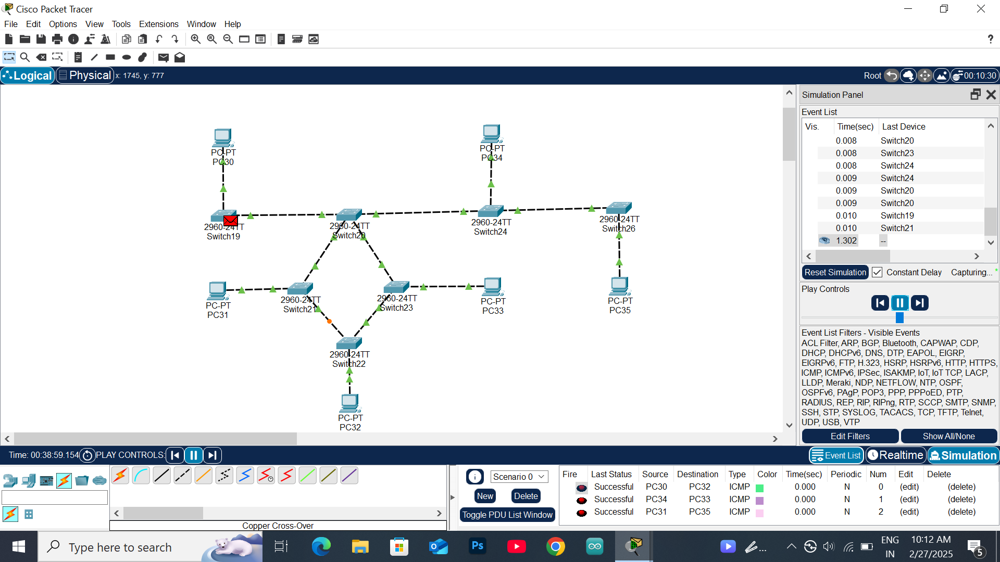 Cisco Packet Tracer
File Edit Options View Tools Extensions Window Help
?
Logical Physical x: 1745, y: 777
Root 00:10:30
PC-PT
PC30
PC-PT
PC34
2960-24TT
Switch19
2960-24TT
Switch20
2960-24TT
Switch24
2960-24TT
Switch26
PC-PT
PC31
2960-24TT
Switch21
2960-24TT
Switch23
PC-PT
PC33
PC-PT
PC35
2960-24TT
Switch22
PC-PT
PC32
Simulation Panel
Event List
Vis. Time(sec) Last Device
0.008 Switch20
0.008 Switch23
0.008 Switch24
0.009 Switch24
0.009 Switch20
0.009 Switch20
0.010 Switch19
0.010 Switch21
1.302 --
Reset Simulation Constant Delay Capturing... *
Play Controls
Event List Filters - Visible Events
ACL Filter, ARP, BGP, Bluetooth, CAPWAP, CDP,
DHCP, DHCPv6, DNS, DTP, EAPOL, EIGRP,
EIGRPv6, FTP, H.323, HSRP, HSRPv6, HTTP, HTTPS,
ICMP, ICMPv6, IPSec, ISAKMP, IoT, IoT TCP, LACP,
LLDP, Meraki, NDP, NETFLOW, NTP, OSPF,
OSPFv6, PAgP, POP3, PPP, PPPoED, PTP,
RADIUS, REP, RIP, RIPng, RTP, SCCP, SMTP, SNMP,
SSH, STP, SYSLOG, TACACS, TCP, TFTP, Telnet,
UDP, USB, VTP
Edit Filters Show All/None
Time: 00:38:59.154 PLAY CONTROLS:
Event List Realtime Simulation
Copper Cross-Over
Scenario 0
New Delete
Toggle PDU List Window
Fire Last Status Source Destination Type Color Time(sec) Periodic Num Edit Delete
Successful PC30 PC32 ICMP 0.000 N 0 (edit) (delete)
Successful PC34 PC33 ICMP 0.000 N 1 (edit) (delete)
Successful PC31 PC35 ICMP 0.000 N 2 (edit) (delete)
Type here to search
Ps
...
ENG
IN
10:12 AM
2/27/2025
5